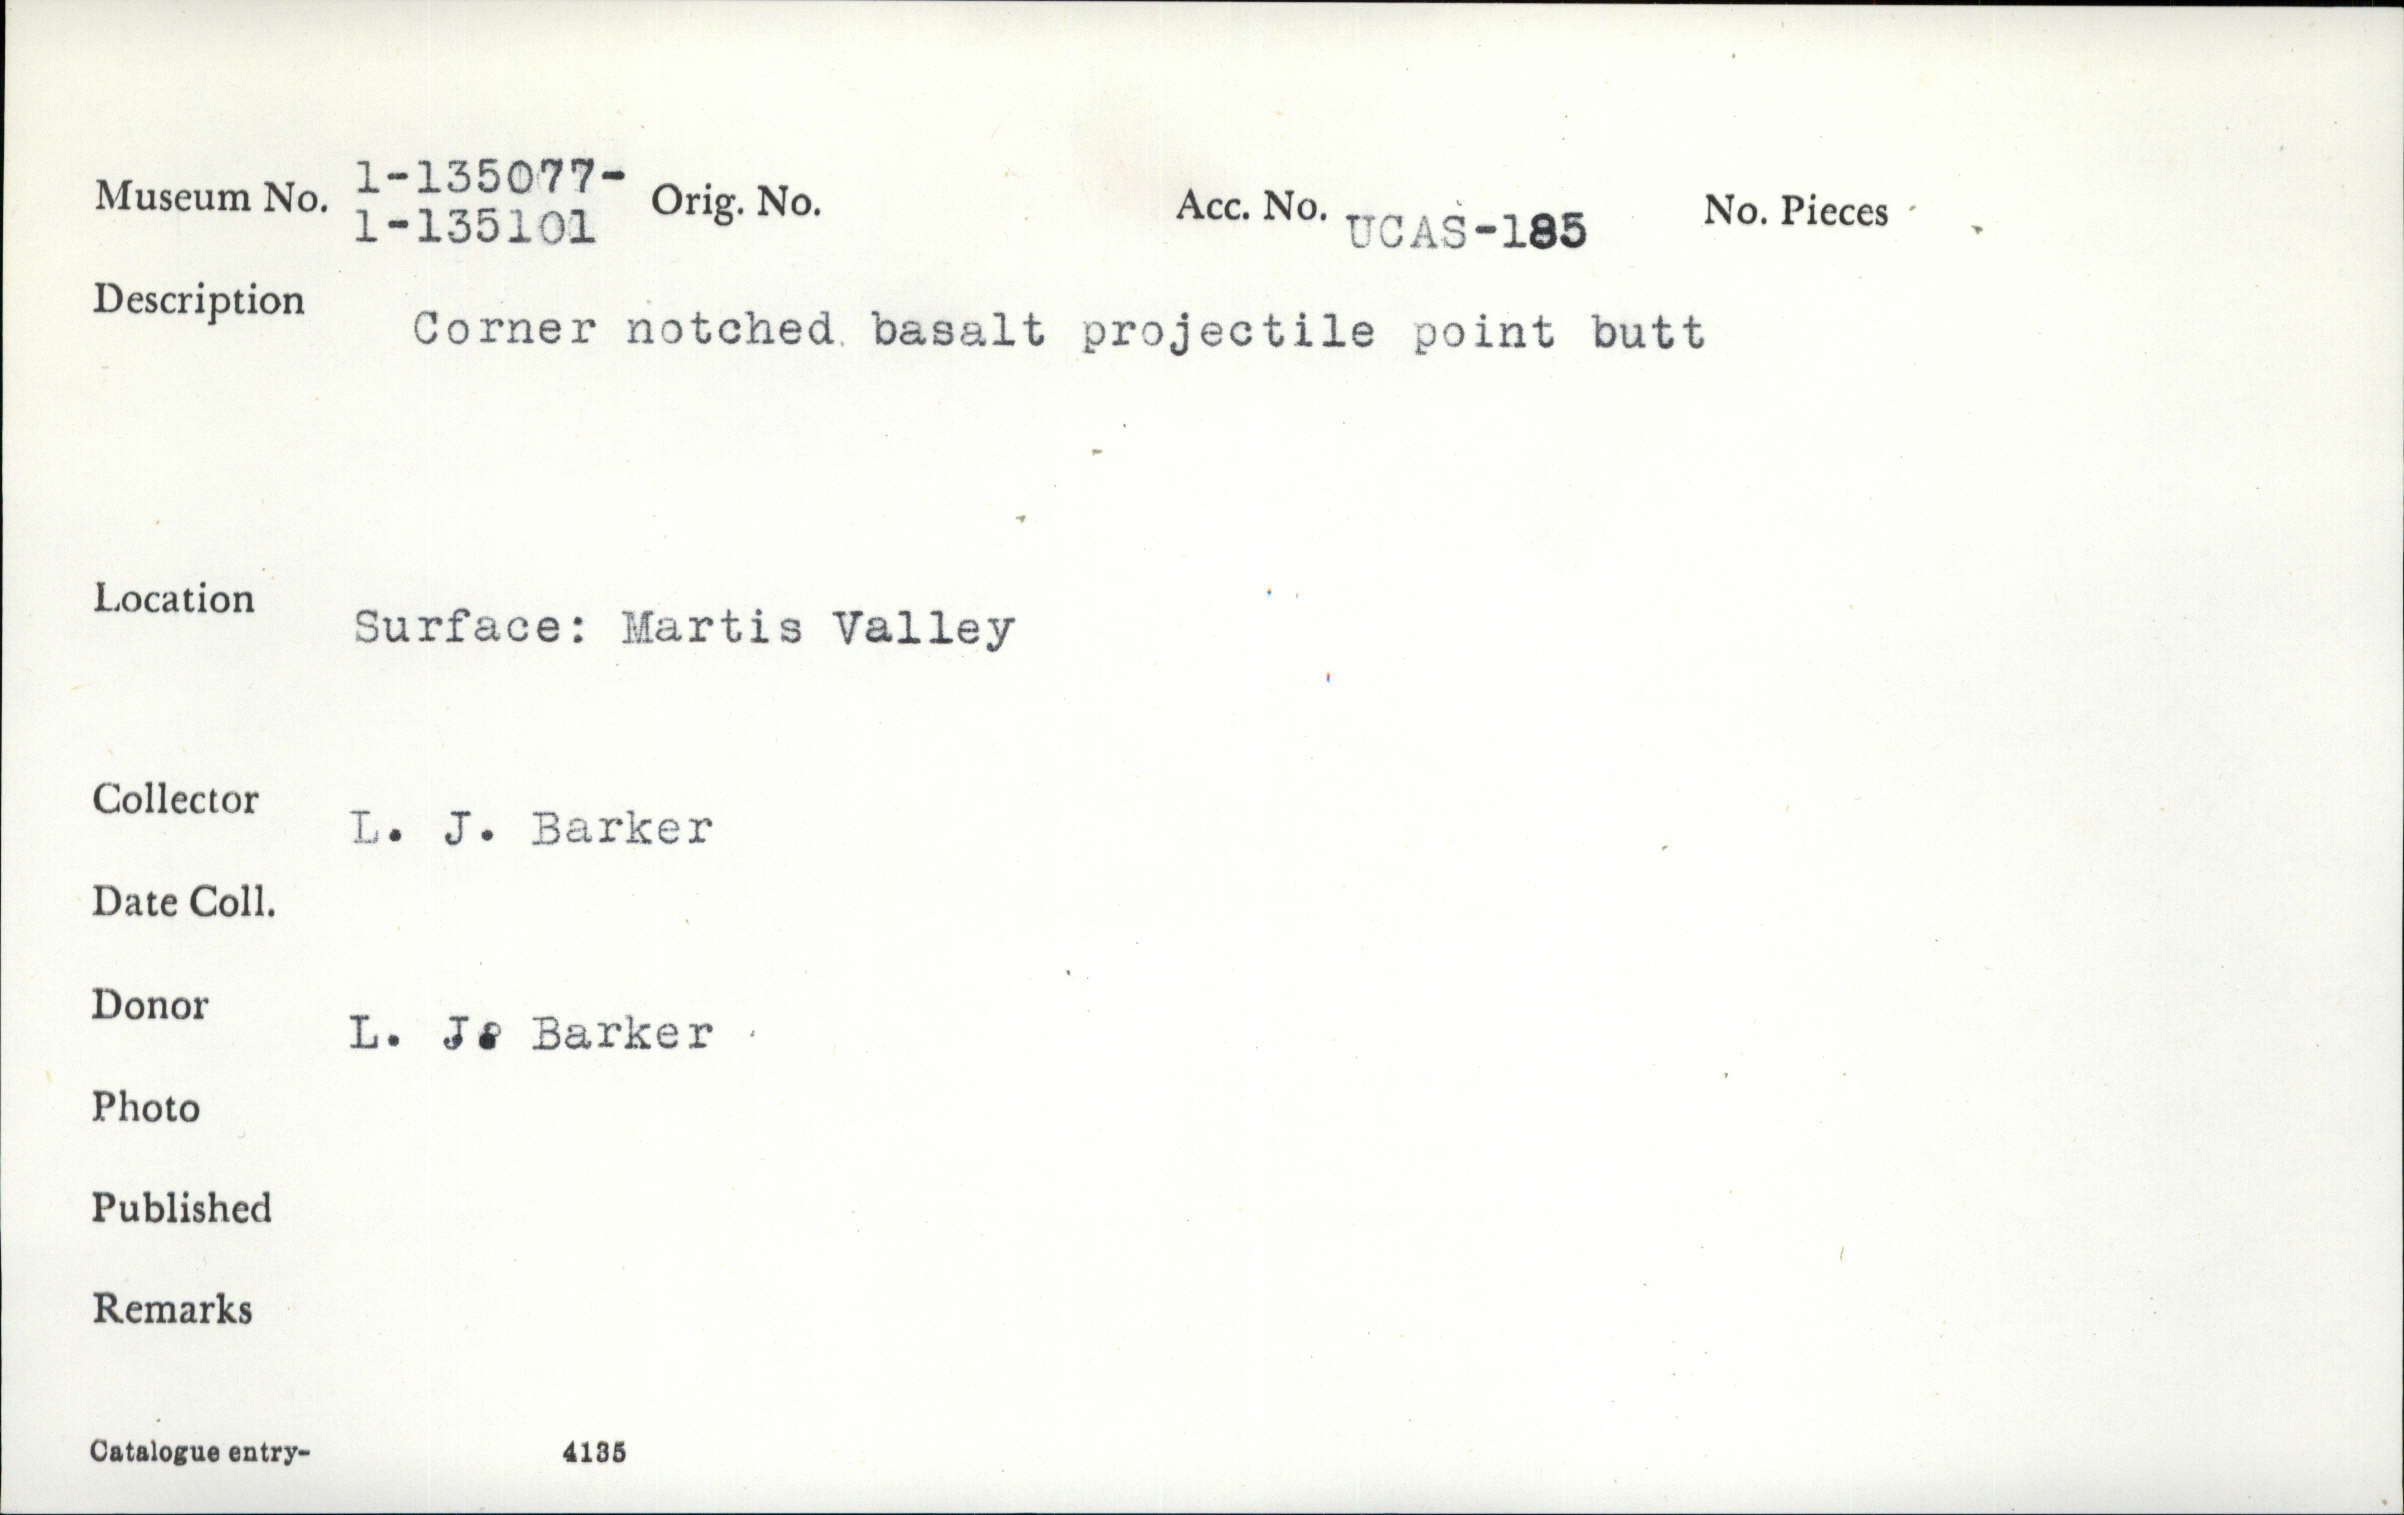 Museum No. 1-135077- Orig. No. Acc. No. UCAS-185 No. Pieces
1-135101
Description Corner notched basalt projectile point butt
Location Surface: Martis Valley
Collector L. J. Barker
Date Coll.
Donor L. J. Barker
Photo
Published
Remarks
Catalogue entry- 4135